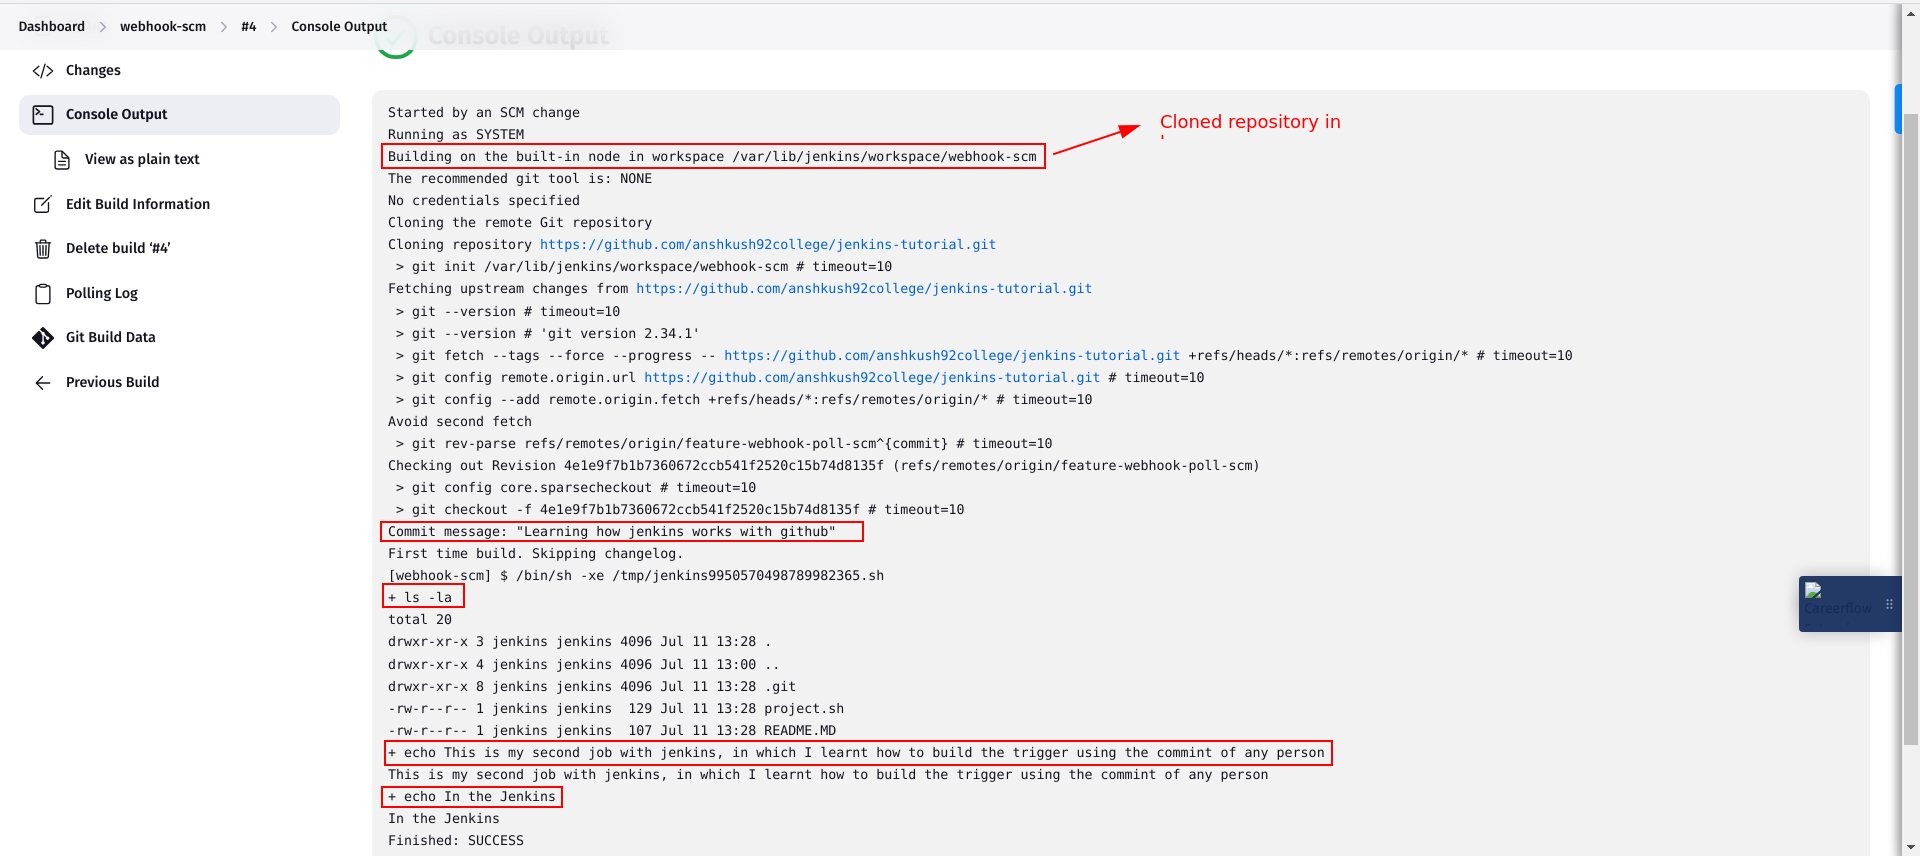 Dashboard > webhook-scm > #4 > Console Output
Console Output
Changes
Console Output
View as plain text
Edit Build Information
Delete build ‘#4’
Polling Log
Git Build Data
Previous Build
Started by an SCM change
Running as SYSTEM
Building on the built-in node in workspace /var/lib/jenkins/workspace/webhook-scm
Cloned repository in
The recommended git tool is: NONE
No credentials specified
Cloning the remote Git repository
Cloning repository https://github.com/anshkush92college/jenkins-tutorial.git
 > git init /var/lib/jenkins/workspace/webhook-scm # timeout=10
Fetching upstream changes from https://github.com/anshkush92college/jenkins-tutorial.git
 > git --version # timeout=10
 > git --version # 'git version 2.34.1'
 > git fetch --tags --force --progress -- https://github.com/anshkush92college/jenkins-tutorial.git +refs/heads/*:refs/remotes/origin/* # timeout=10
 > git config remote.origin.url https://github.com/anshkush92college/jenkins-tutorial.git # timeout=10
 > git config --add remote.origin.fetch +refs/heads/*:refs/remotes/origin/* # timeout=10
Avoid second fetch
 > git rev-parse refs/remotes/origin/feature-webhook-poll-scm^{commit} # timeout=10
Checking out Revision 4e1e9f7b1b7360672ccb541f2520c15b74d8135f (refs/remotes/origin/feature-webhook-poll-scm)
 > git config core.sparsecheckout # timeout=10
 > git checkout -f 4e1e9f7b1b7360672ccb541f2520c15b74d8135f # timeout=10
Commit message: "Learning how jenkins works with github"
First time build. Skipping changelog.
[webhook-scm] $ /bin/sh -xe /tmp/jenkins9950570498789982365.sh
+ ls -la
total 20
drwxr-xr-x 3 jenkins jenkins 4096 Jul 11 13:28 .
drwxr-xr-x 4 jenkins jenkins 4096 Jul 11 13:00 ..
drwxr-xr-x 8 jenkins jenkins 4096 Jul 11 13:28 .git
-rw-r--r-- 1 jenkins jenkins  129 Jul 11 13:28 project.sh
-rw-r--r-- 1 jenkins jenkins  107 Jul 11 13:28 README.MD
+ echo This is my second job with jenkins, in which I learnt how to build the trigger using the commint of any person
This is my second job with jenkins, in which I learnt how to build the trigger using the commint of any person
+ echo In the Jenkins
In the Jenkins
Finished: SUCCESS
Careerflow